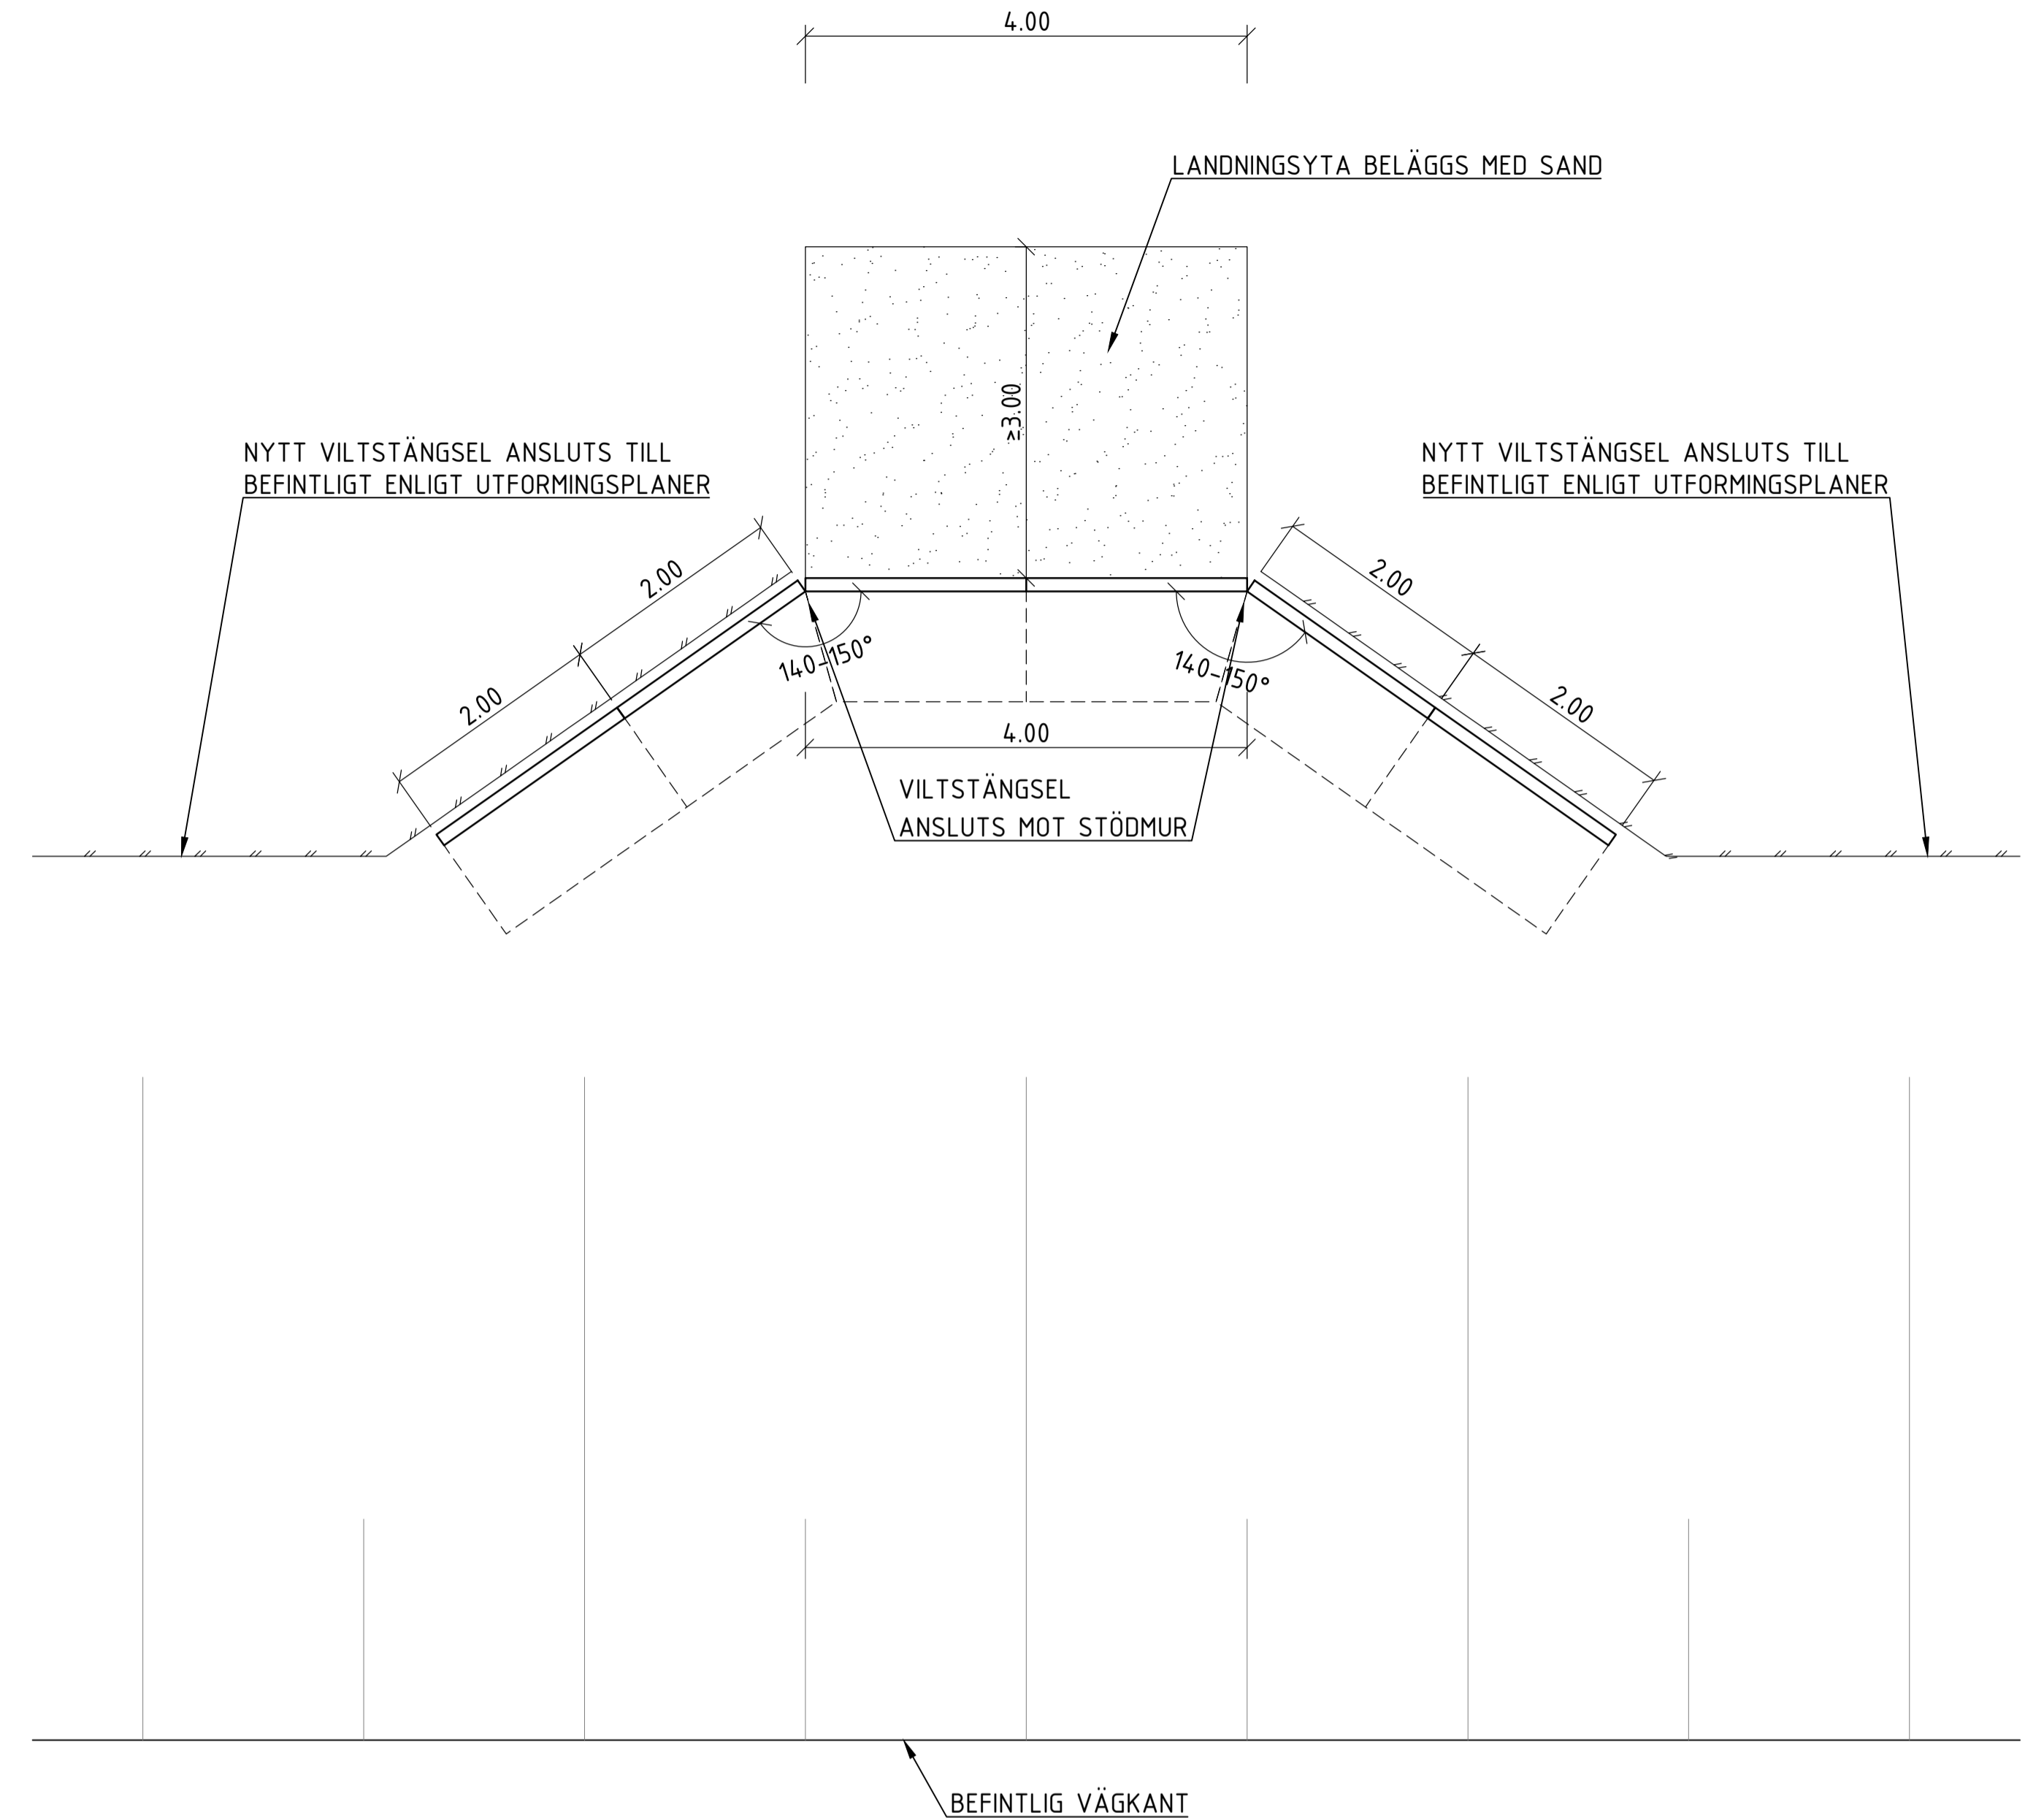 4.00
LANDNINGSYTA BELÄGGS MED SAND
≥3.00
NYTT VILTSTÄNGSEL ANSLUTS TILL
BEFINTLIGT ENLIGT UTFORMINGSPLANER
NYTT VILTSTÄNGSEL ANSLUTS TILL
BEFINTLIGT ENLIGT UTFORMINGSPLANER
2.00
2.00
2.00
2.00
140-150°
140-150°
4.00
VILTSTÄNGSEL
ANSLUTS MOT STÖDMUR
BEFINTLIG VÄGKANT